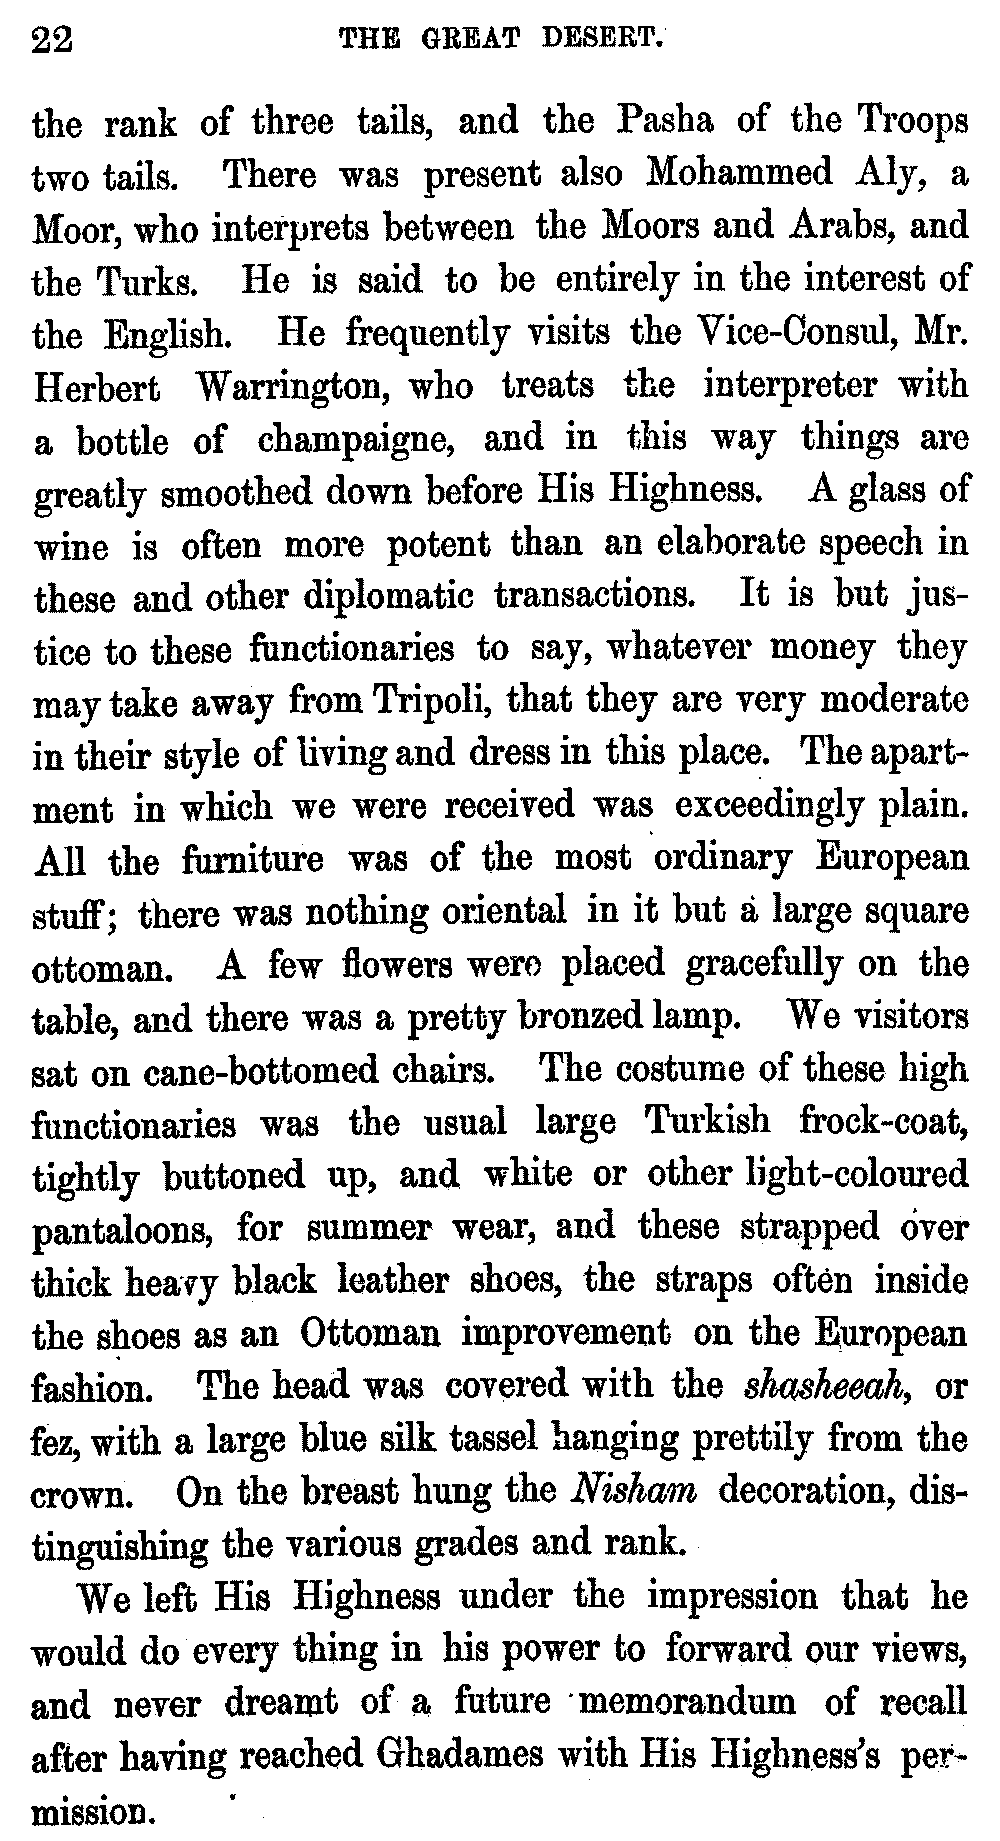 22 THE GREAT DESERT.
the rank of three tails, and the Pasha of the Troops
two tails. There was present also Mohammed Aly, a
Moor, who interprets between the Moors and Arabs, and
the Turks. He is said to be entirely in the interest of
the English. He frequently visits the Vice-Consul, Mr.
Herbert Warrington, who treats the interpreter with
a bottle of champaigne, and in this way things are
greatly smoothed down before His Highness. A glass of
wine is often more potent than an elaborate speech in
these and other diplomatic transactions. It is but jus-
tice to these functionaries to say, whatever money they
may take away from Tripoli, that they are very moderate
in their style of living and dress in this place. The apart-
ment in which we were received was exceedingly plain.
All the furniture was of the most ordinary European
stuff; there was nothing oriental in it but a large square
ottoman. A few flowers were placed gracefully on the
table, and there was a pretty bronzed lamp. We visitors
sat on cane-bottomed chairs. The costume of these high
functionaries was the usual large Turkish frock-coat,
tightly buttoned up, and white or other light-coloured
pantaloons, for summer wear, and these strapped over
thick heavy black leather shoes, the straps often inside
the shoes as an Ottoman improvement on the European
fashion. The head was covered with the shasheeah, or
fez, with a large blue silk tassel hanging prettily from the
crown. On the breast hung the Nisham decoration, dis-
tinguishing the various grades and rank.
We left His Highness under the impression that he
would do every thing in his power to forward our views,
and never dreamt of a future memorandum of recall
after having reached Ghadames with His Highness's per-
mission.